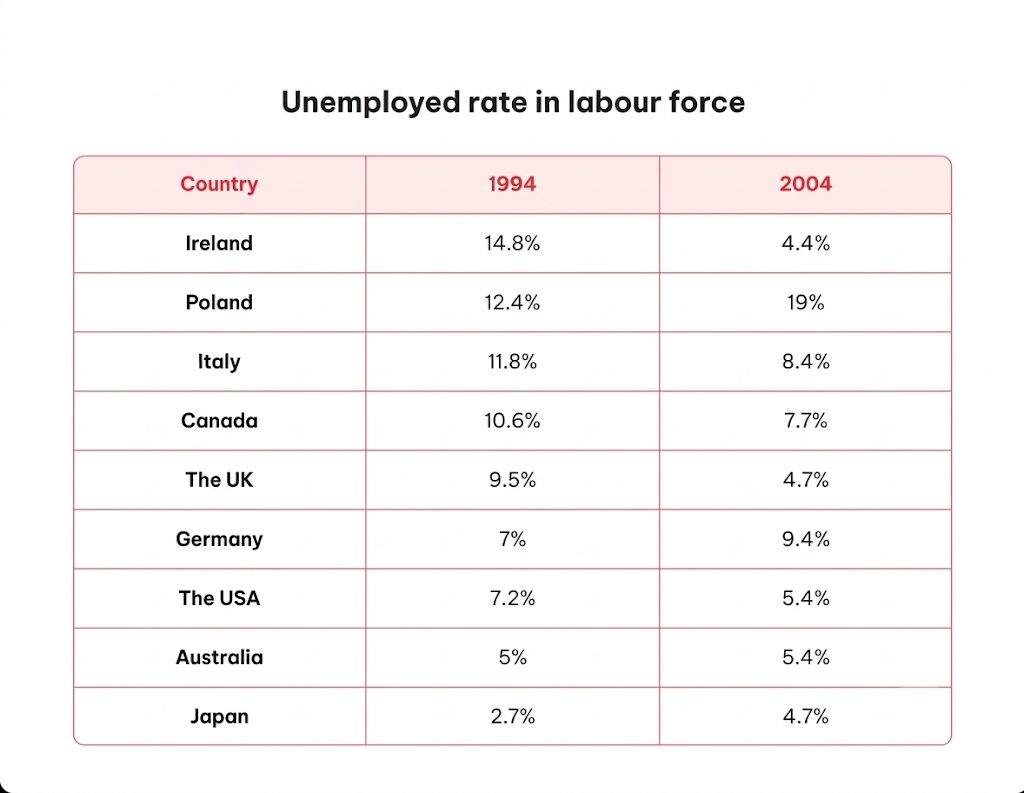 Unemployed rate in labour force
Country 1994 2004
Ireland 14.8% 4.4%
Poland 12.4% 19%
Italy 11.8% 8.4%
Canada 10.6% 7.7%
The UK 9.5% 4.7%
Germany 7% 9.4%
The USA 7.2% 5.4%
Australia 5% 5.4%
Japan 2.7% 4.7%